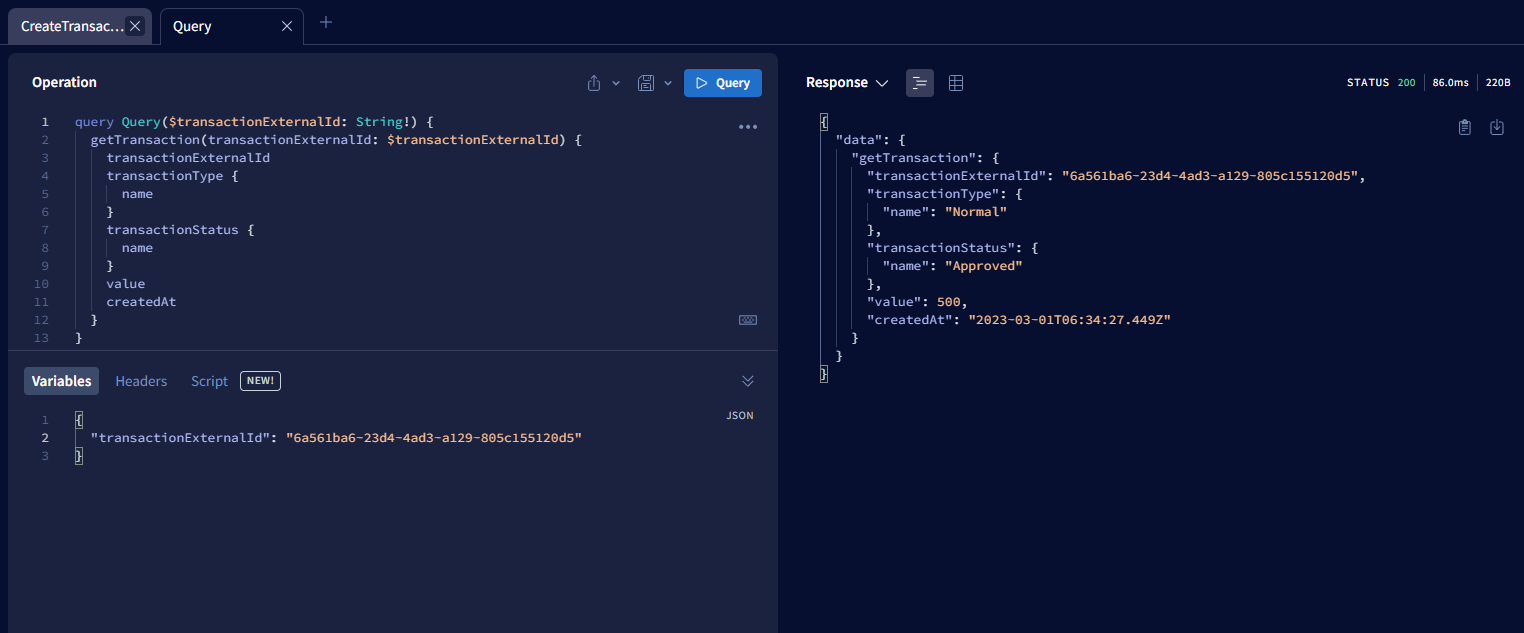 CreateTransac...
Query
Operation
Query
1 query Query($transactionExternalId: String!) {
2 getTransaction(transactionExternalId: $transactionExternalId) {
3 transactionExternalId
4 transactionType {
5 name
6 }
7 transactionStatus {
8 name
9 }
10 value
11 createdAt
12 }
13 }
Variables Headers Script NEW!
JSON
1 {
2 "transactionExternalId": "6a561ba6-23d4-4ad3-a129-805c155120d5"
3 }
Response
STATUS 200 86.0ms 220B
{
"data": {
"getTransaction": {
"transactionExternalId": "6a561ba6-23d4-4ad3-a129-805c155120d5",
"transactionType": {
"name": "Normal"
},
"transactionStatus": {
"name": "Approved"
},
"value": 500,
"createdAt": "2023-03-01T06:34:27.449Z"
}
}
}